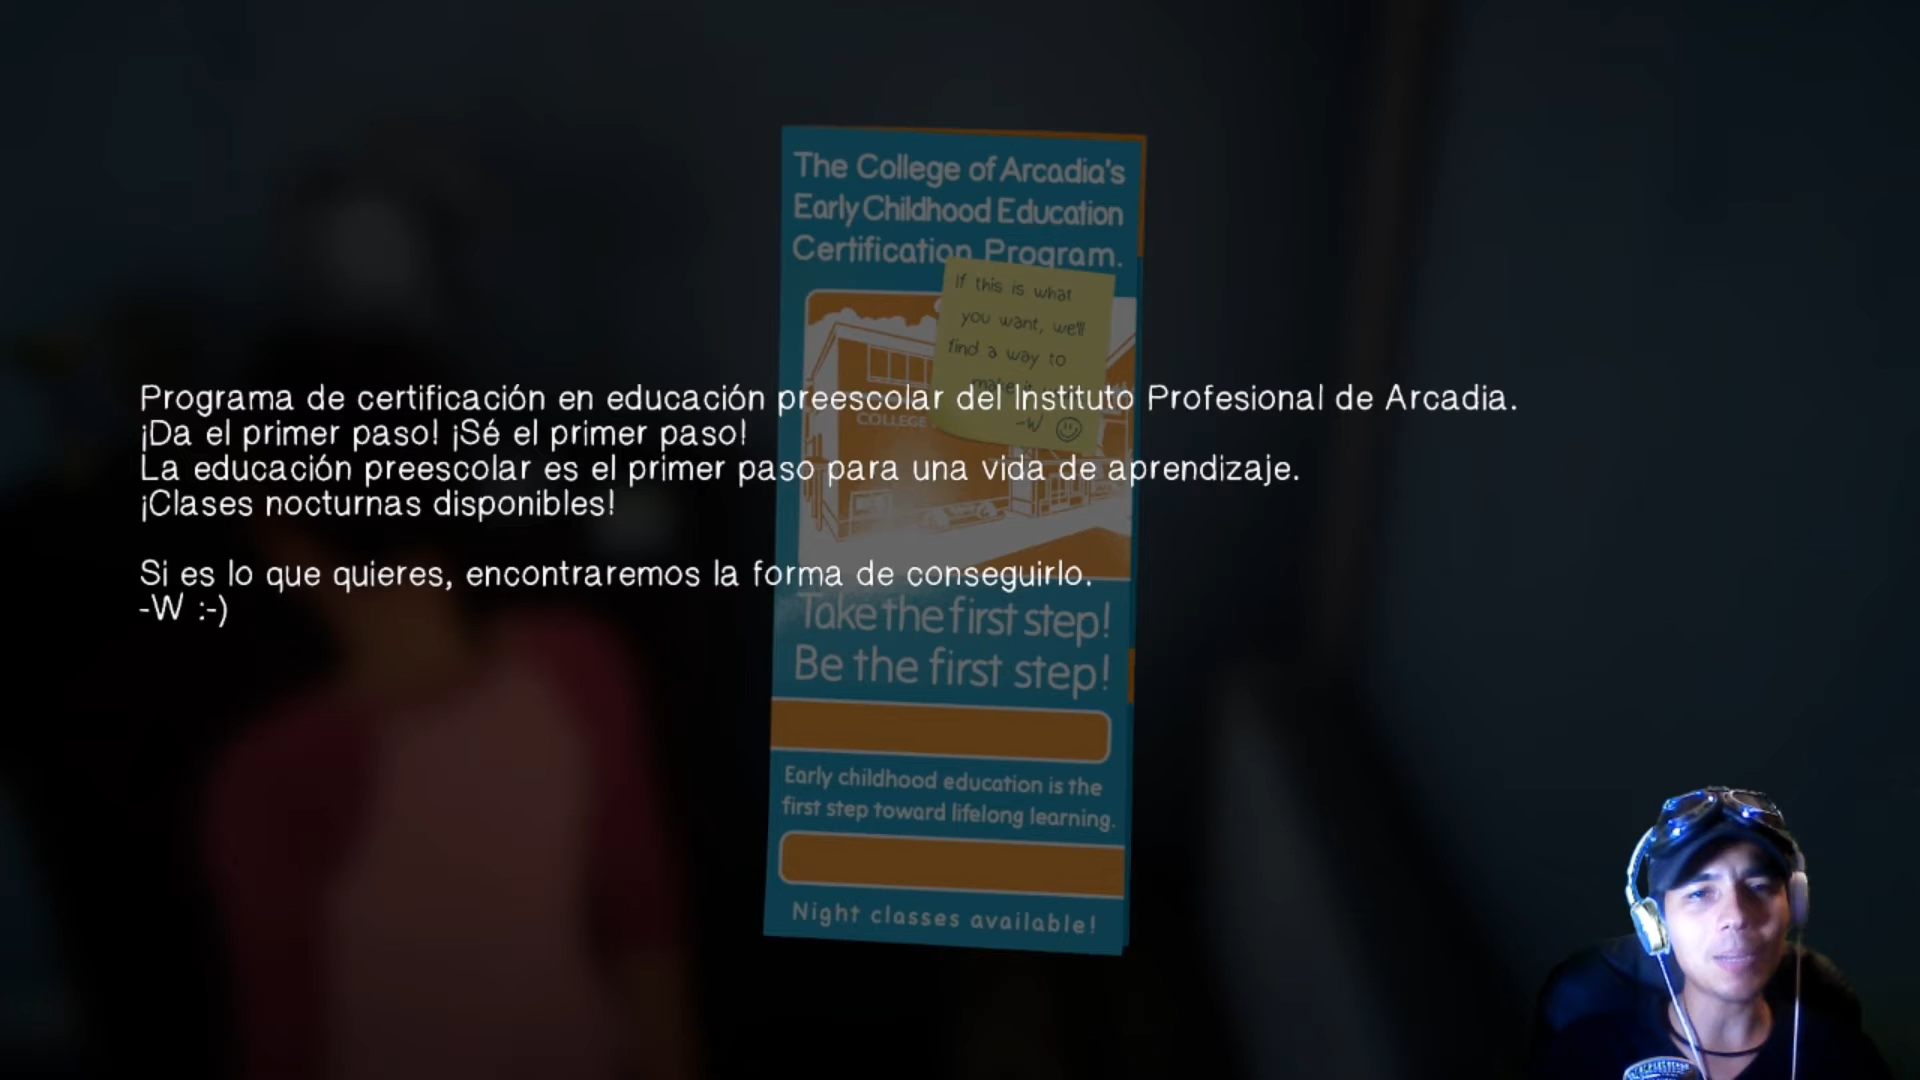 The College of Arcadia's
Early Childhood Education
Certification Program.
If this is what
you want, we'll
find a way to
make it
-W
COLLEGE
Programa de certificación en educación preescolar del Instituto Profesional de Arcadia.
¡Da el primer paso! ¡Sé el primer paso!
La educación preescolar es el primer paso para una vida de aprendizaje.
¡Clases nocturnas disponibles!
Si es lo que quieres, encontraremos la forma de conseguirlo.
-W :-)
Take the first step!
Be the first step!
Early childhood education is the
first step toward lifelong learning.
Night classes available!